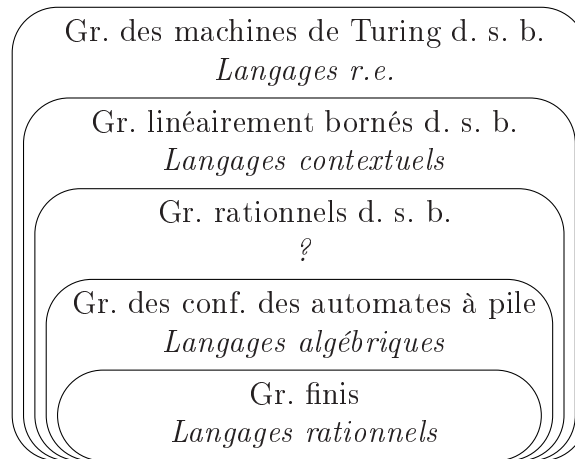 Gr. des machines de Turing d. s. b.
Langages r.e.
Gr. linéairement bornés d. s. b.
Langages contextuels
Gr. rationnels d. s. b.
?
Gr. des conf. des automates à pile
Langages algébriques
Gr. finis
Langages rationnels